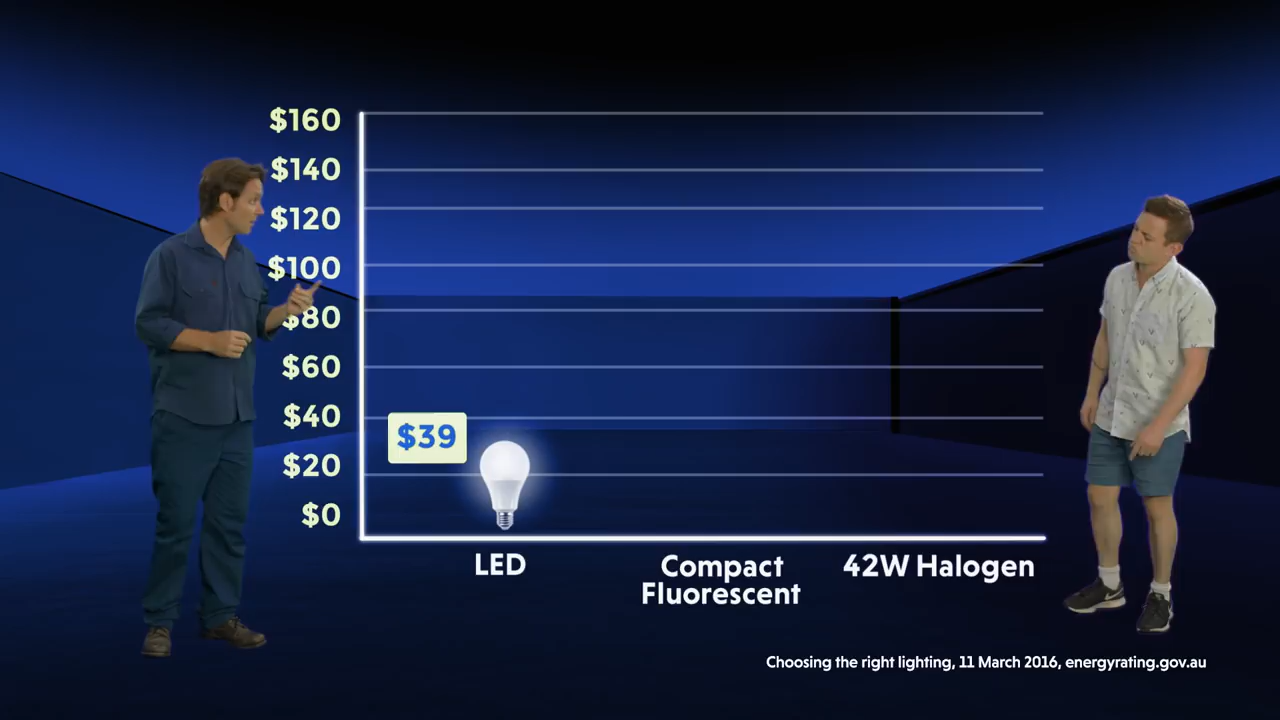 $160
$140
$120
$100
$80
$60
$40
$20
$0
$39
LED
Compact
Fluorescent
42W Halogen
Choosing the right lighting, 11 March 2016, energyrating.gov.au